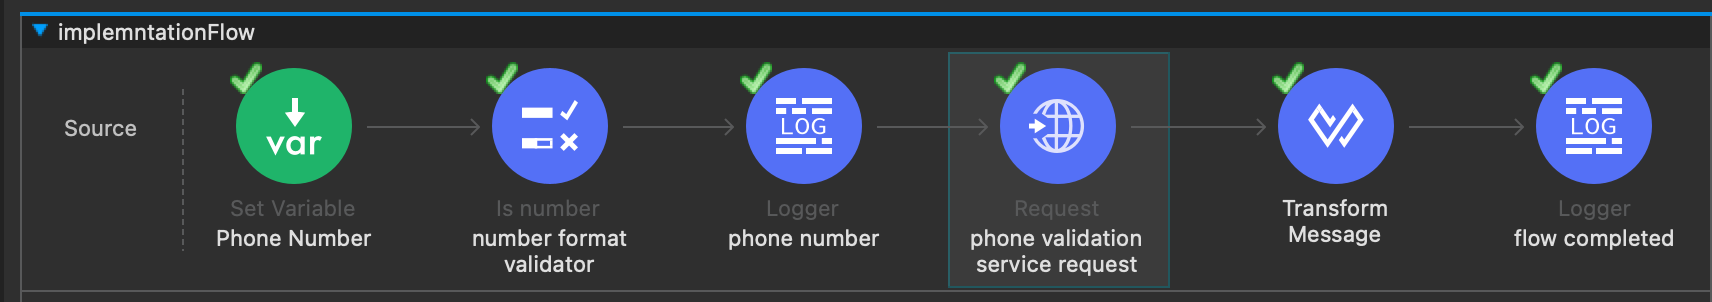 implemntationFlow
Source
var
Set Variable
Phone Number
Is number
number format
validator
LOG
Logger
phone number
Request
phone validation
service request
Transform
Message
LOG
Logger
flow completed